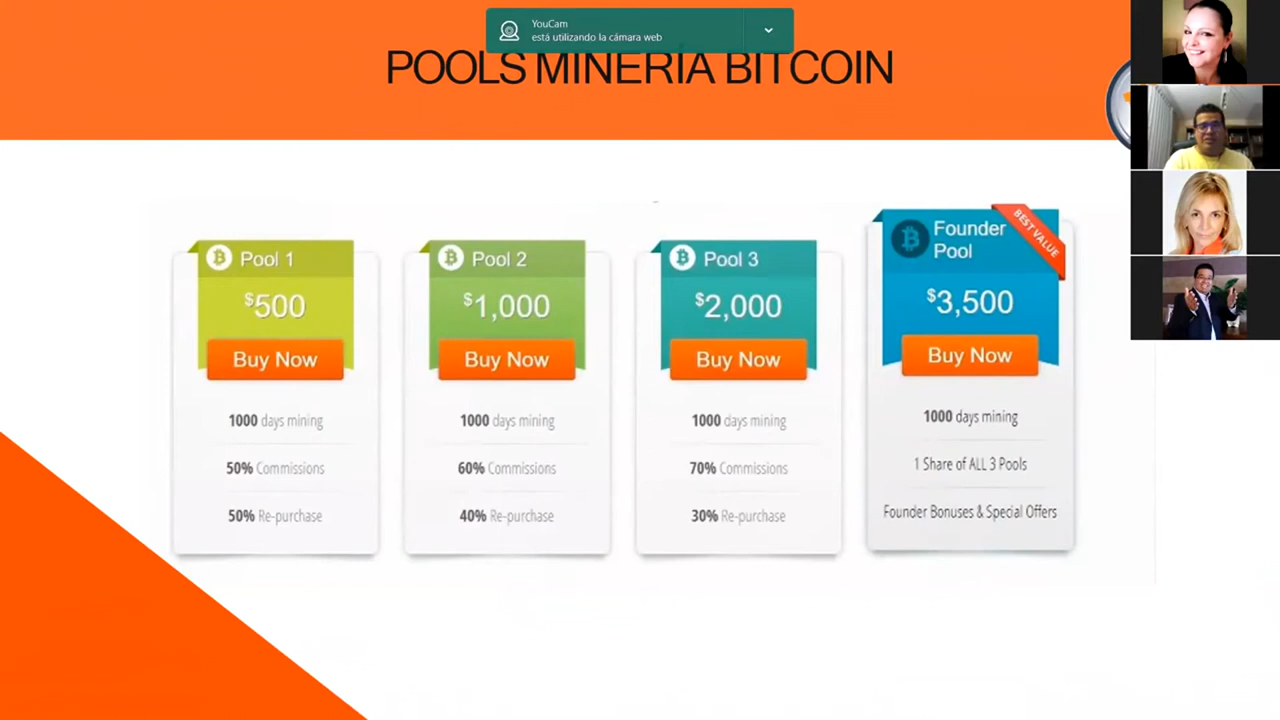 YouCam
está utilizando la cámara web
POOLS MINERÍA BITCOIN
Pool 1
$500
Buy Now
1000 days mining
50% Commissions
50% Re-purchase
Pool 2
$1,000
Buy Now
1000 days mining
60% Commissions
40% Re-purchase
Pool 3
$2,000
Buy Now
1000 days mining
70% Commissions
30% Re-purchase
Founder
Pool
BEST VALUE
$3,500
Buy Now
1000 days mining
1 Share of ALL 3 Pools
Founder Bonuses & Special Offers